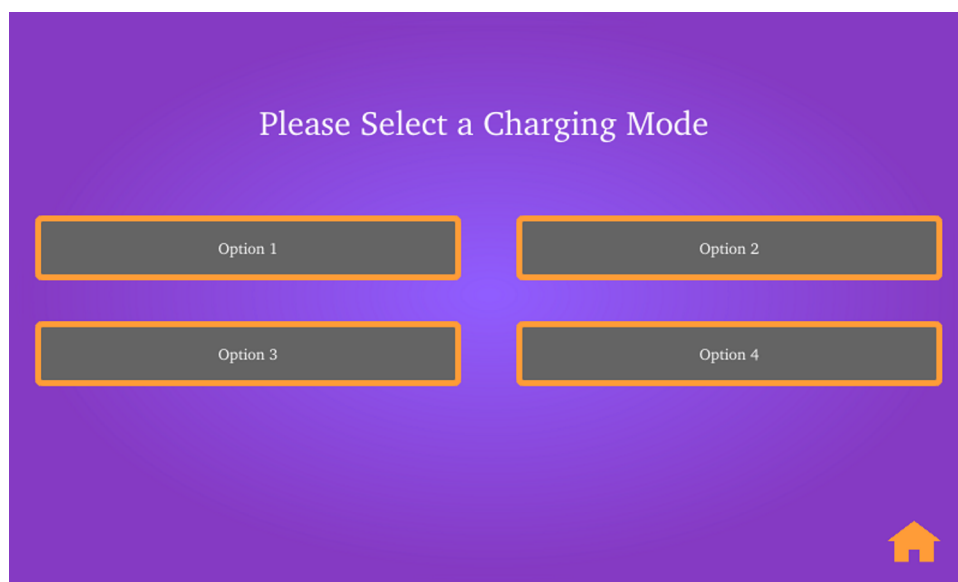 Please Select a Charging Mode
Option 1
Option 2
Option 3
Option 4